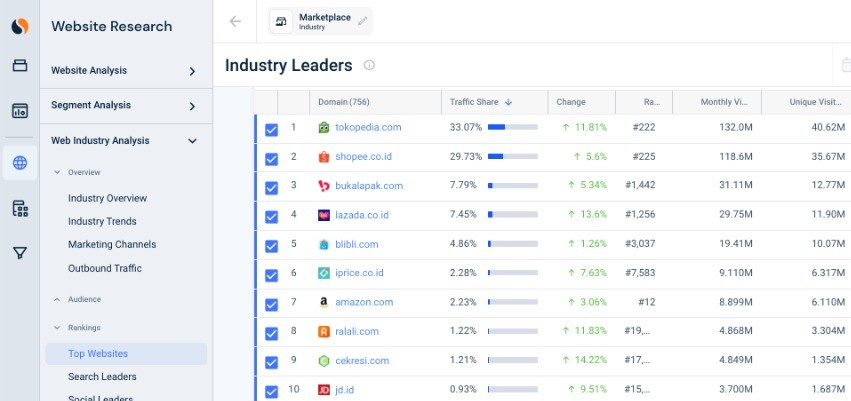 Website Research
Website Analysis
Segment Analysis
Web Industry Analysis
Overview
Industry Overview
Industry Trends
Marketing Channels
Outbound Traffic
Audience
Rankings
Top Websites
Search Leaders
Social Leaders
Marketplace
Industry
Industry Leaders
Domain (756) Traffic Share Change Ra... Monthly Vi... Unique Visit...
1 tokopedia.com 33.07% 11.81% #222 132.0M 40.62M
2 shopee.co.id 29.73% 5.6% #225 118.6M 35.67M
3 bukalapak.com 7.79% 5.34% #1,442 31.11M 12.77M
4 lazada.co.id 7.45% 13.6% #1,256 29.75M 11.90M
5 blibli.com 4.86% 1.26% #3,037 19.41M 10.07M
6 iprice.co.id 2.28% 7.63% #7,583 9.110M 6.317M
7 amazon.com 2.23% 3.06% #12 8.899M 6.110M
8 ralali.com 1.22% 11.83% #19,... 4.868M 3.304M
9 cekresi.com 1.21% 14.22% #17,... 4.849M 1.354M
10 jd.id 0.93% 9.51% #15,... 3.700M 1.687M